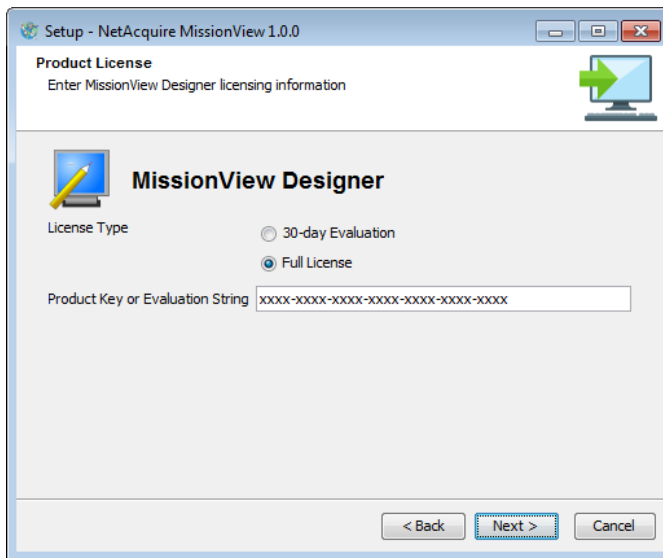 Setup - NetAcquire MissionView 1.0.0
Product License
Enter MissionView Designer licensing information
MissionView Designer
License Type
30-day Evaluation
Full License
Product Key or Evaluation String xxxx-xxxx-xxxx-xxxx-xxxx-xxxx-xxxx
< Back Next > Cancel